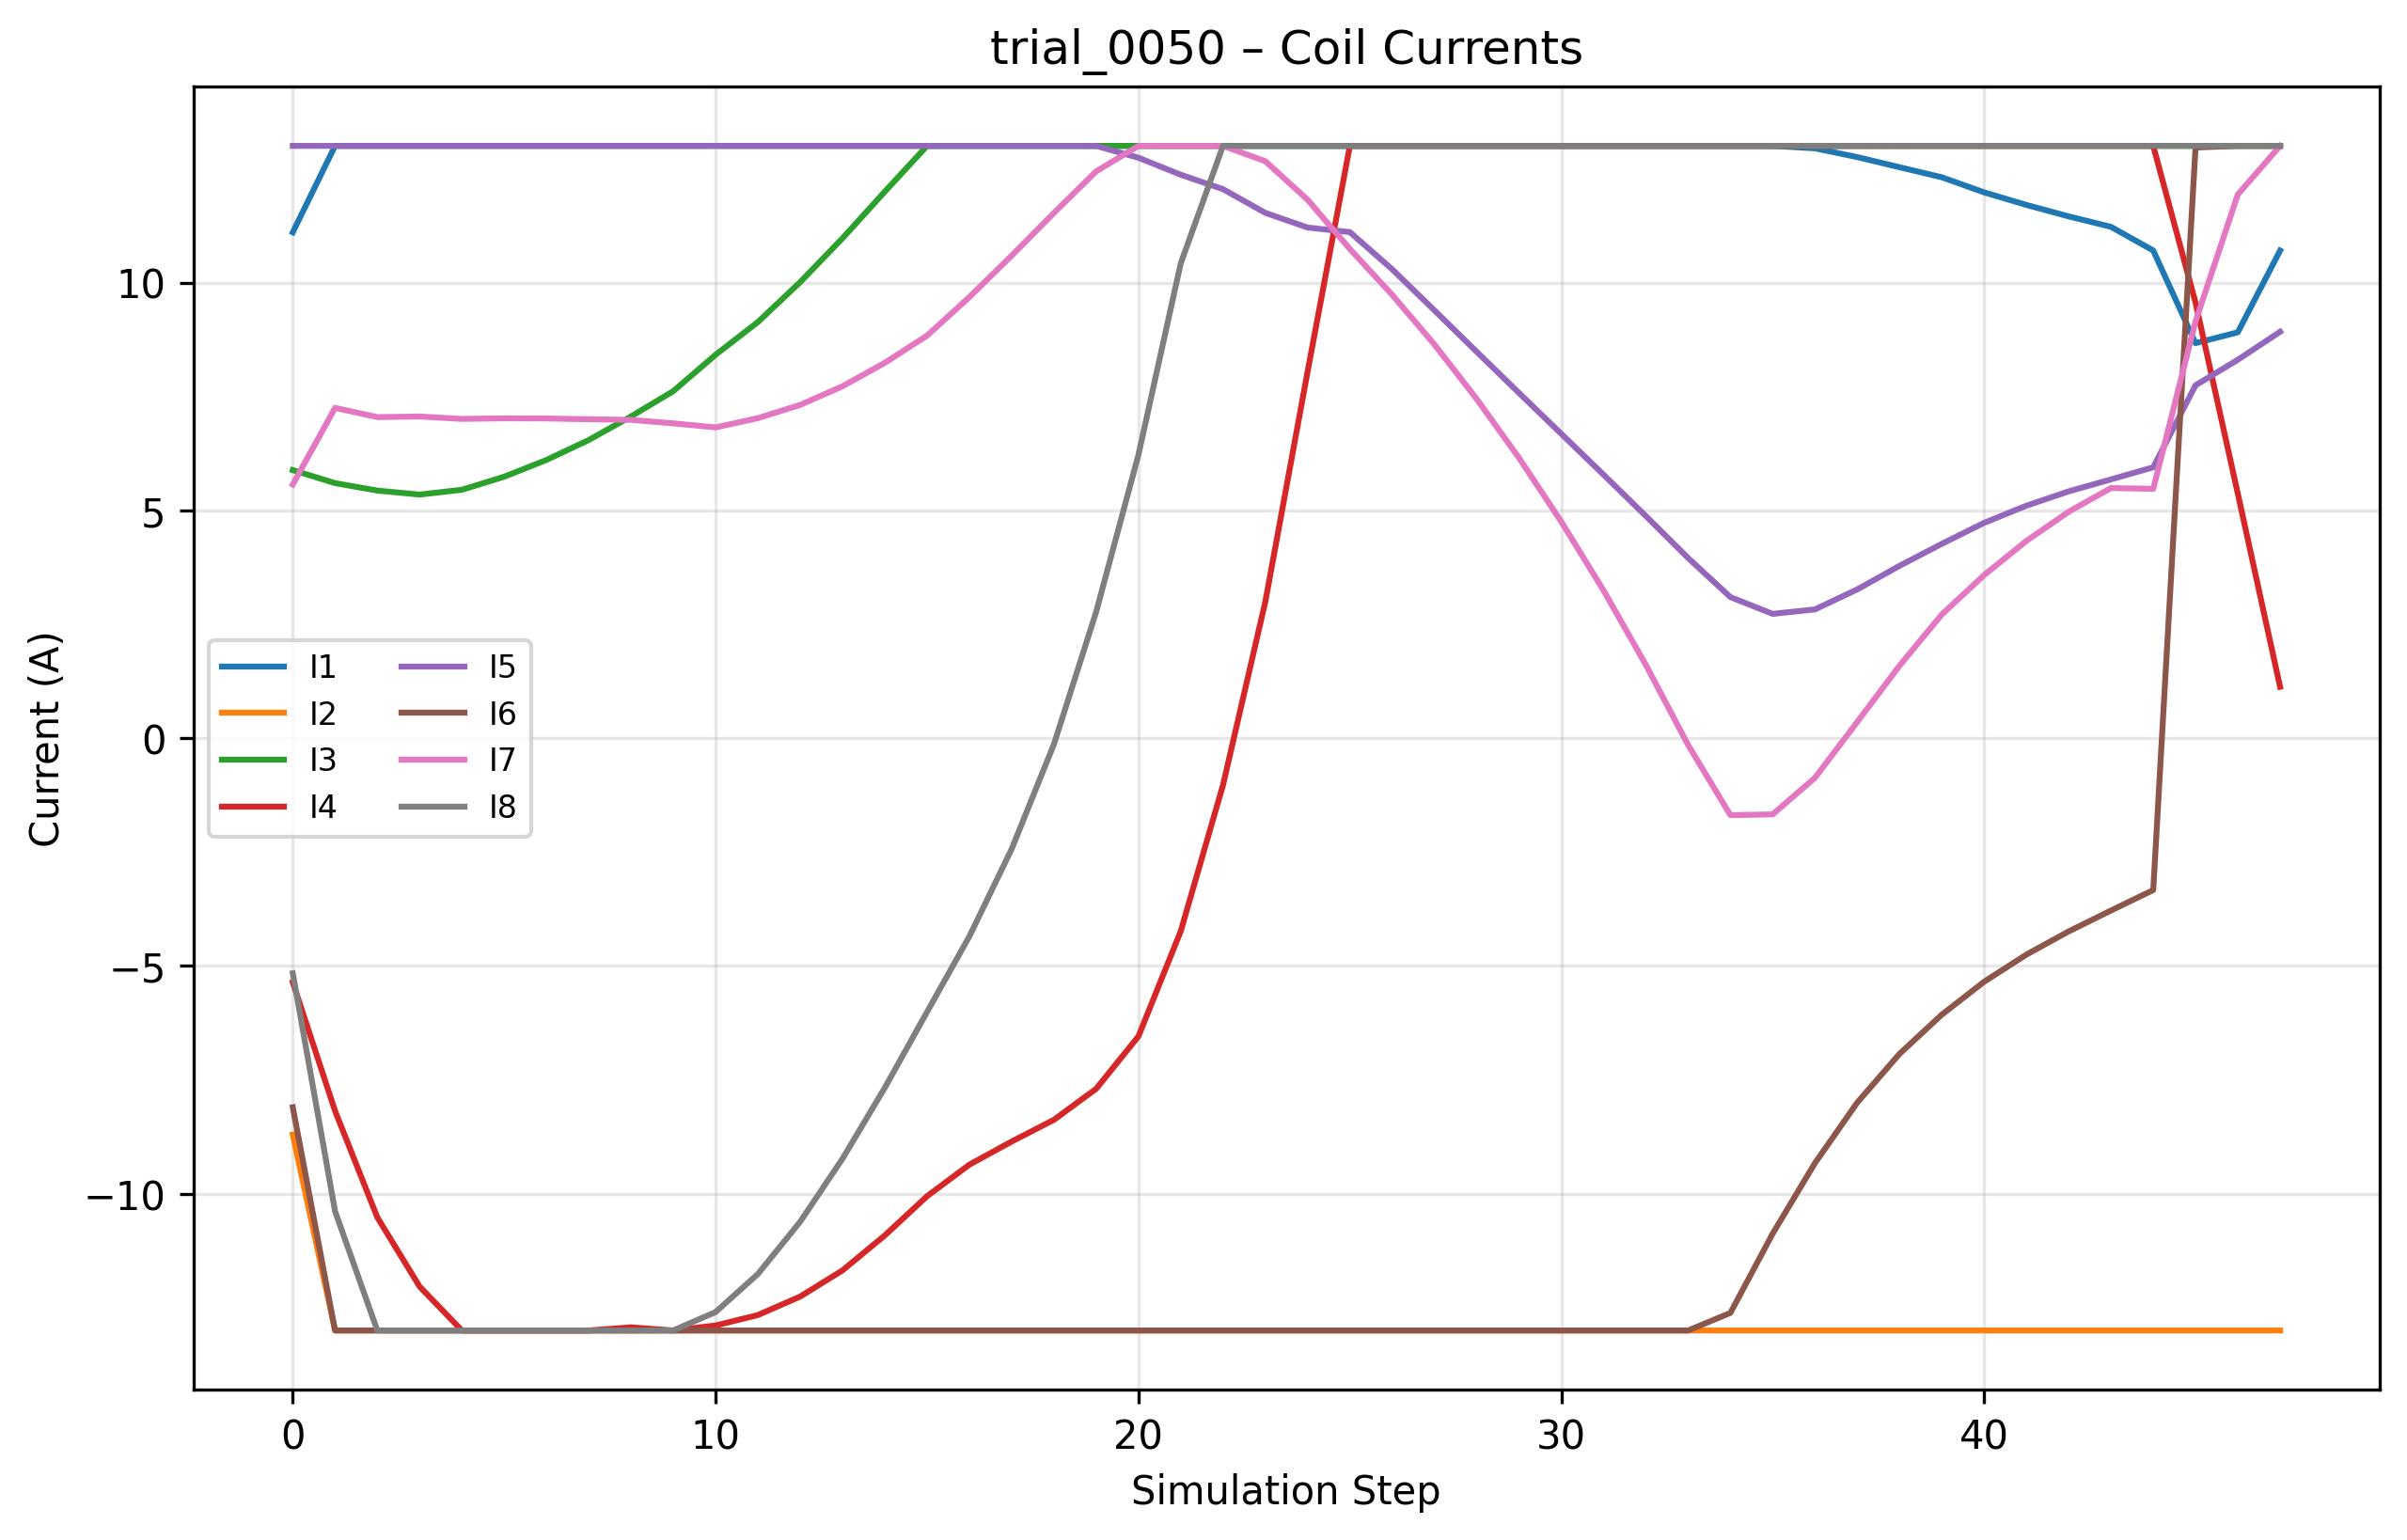 trial_0050 – Coil Currents
Current (A)
10
5
0
−5
−10
I1
I2
I3
I4
I5
I6
I7
I8
0
10
20
30
40
Simulation Step